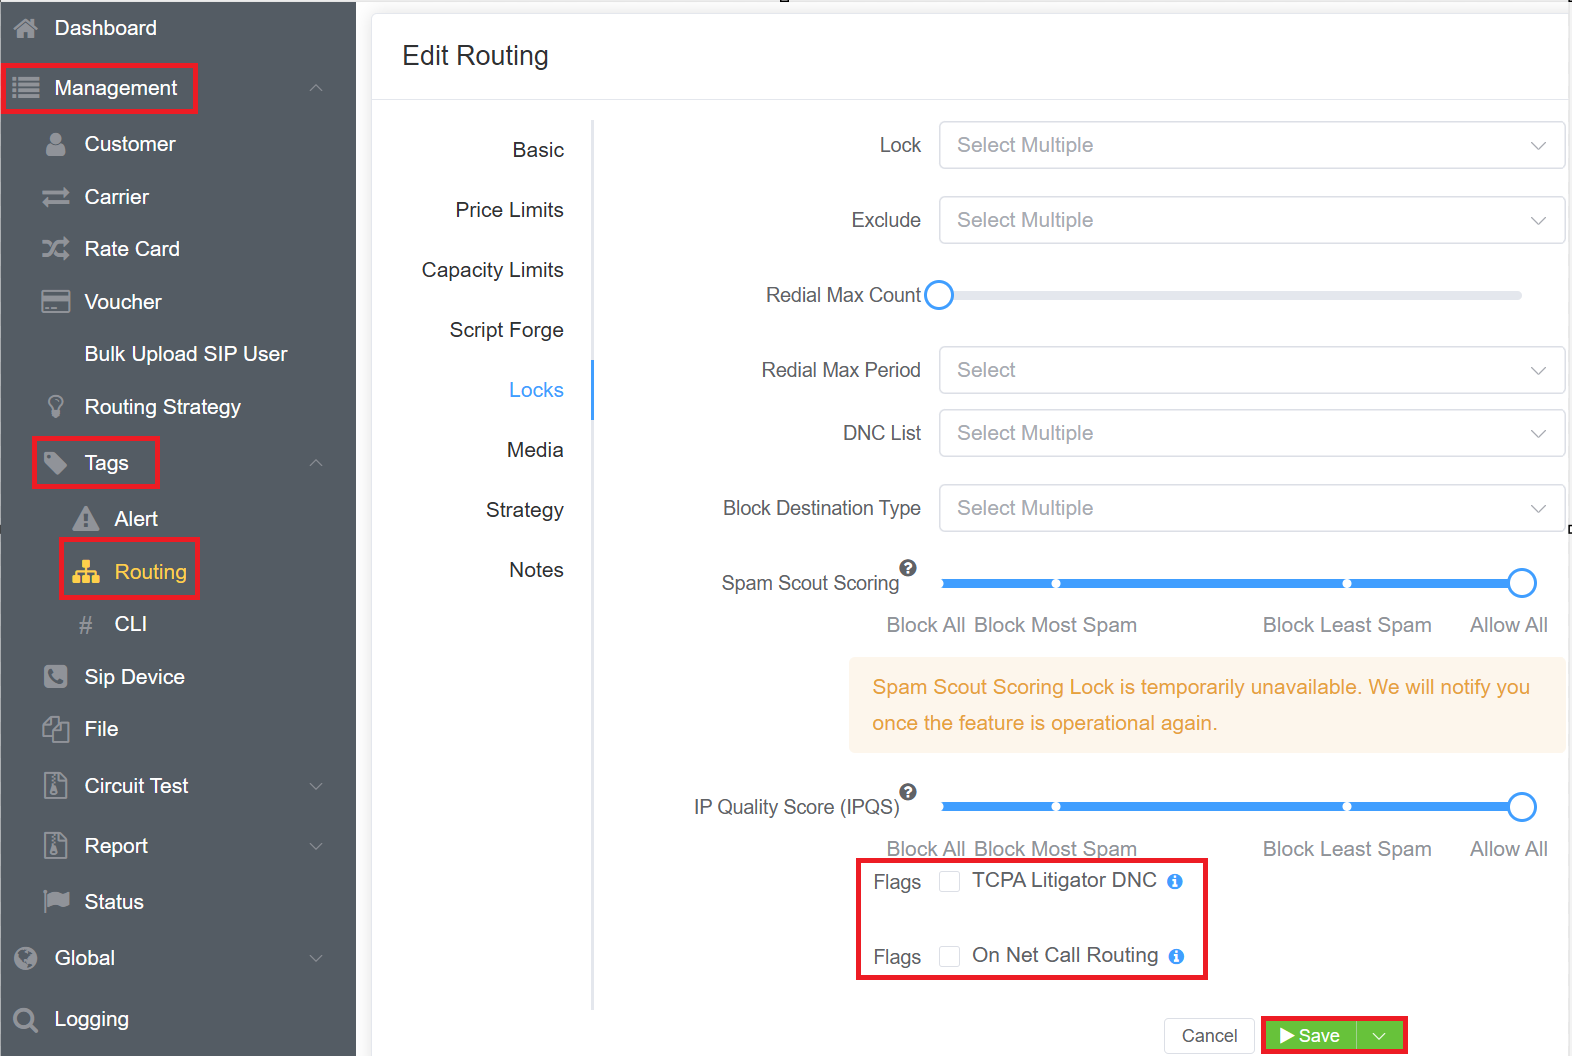 Dashboard
Management
Customer
Carrier
Rate Card
Voucher
Bulk Upload SIP User
Routing Strategy
Tags
Alert
Routing
# CLI
Sip Device
File
Circuit Test
Report
Status
Global
Logging
Edit Routing
Basic
Price Limits
Capacity Limits
Script Forge
Locks
Media
Strategy
Notes
Lock Select Multiple
Exclude Select Multiple
Redial Max Count
Redial Max Period Select
DNC List Select Multiple
Block Destination Type Select Multiple
Spam Scout Scoring ?
Block All Block Most Spam Block Least Spam Allow All
Spam Scout Scoring Lock is temporarily unavailable. We will notify you
once the feature is operational again.
IP Quality Score (IPQS) ?
Block All Block Most Spam Block Least Spam Allow All
Flags TCPA Litigator DNC i
Flags On Net Call Routing i
Cancel Save